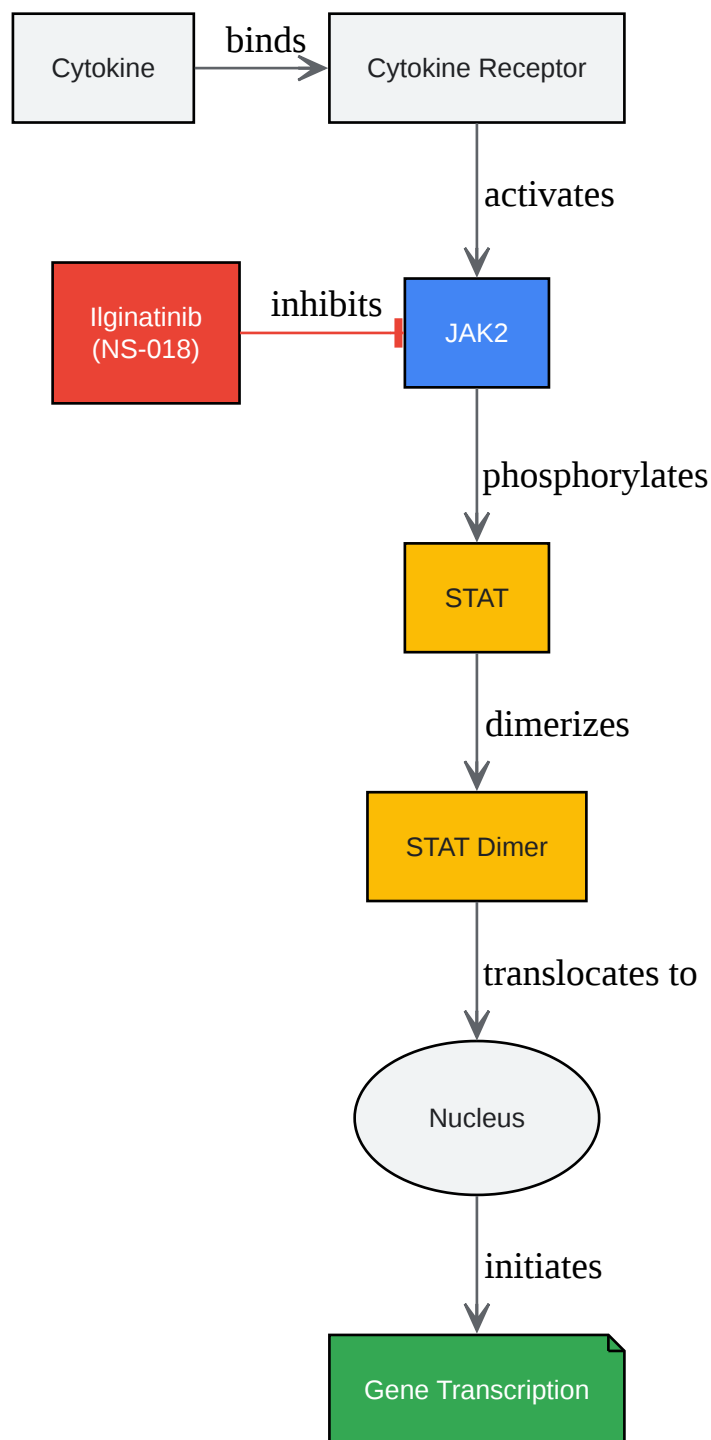 Cytokine
binds
Cytokine Receptor
activates
Ilginatinib
(NS-018)
inhibits
JAK2
phosphorylates
STAT
dimerizes
STAT Dimer
translocates to
Nucleus
initiates
Gene Transcription